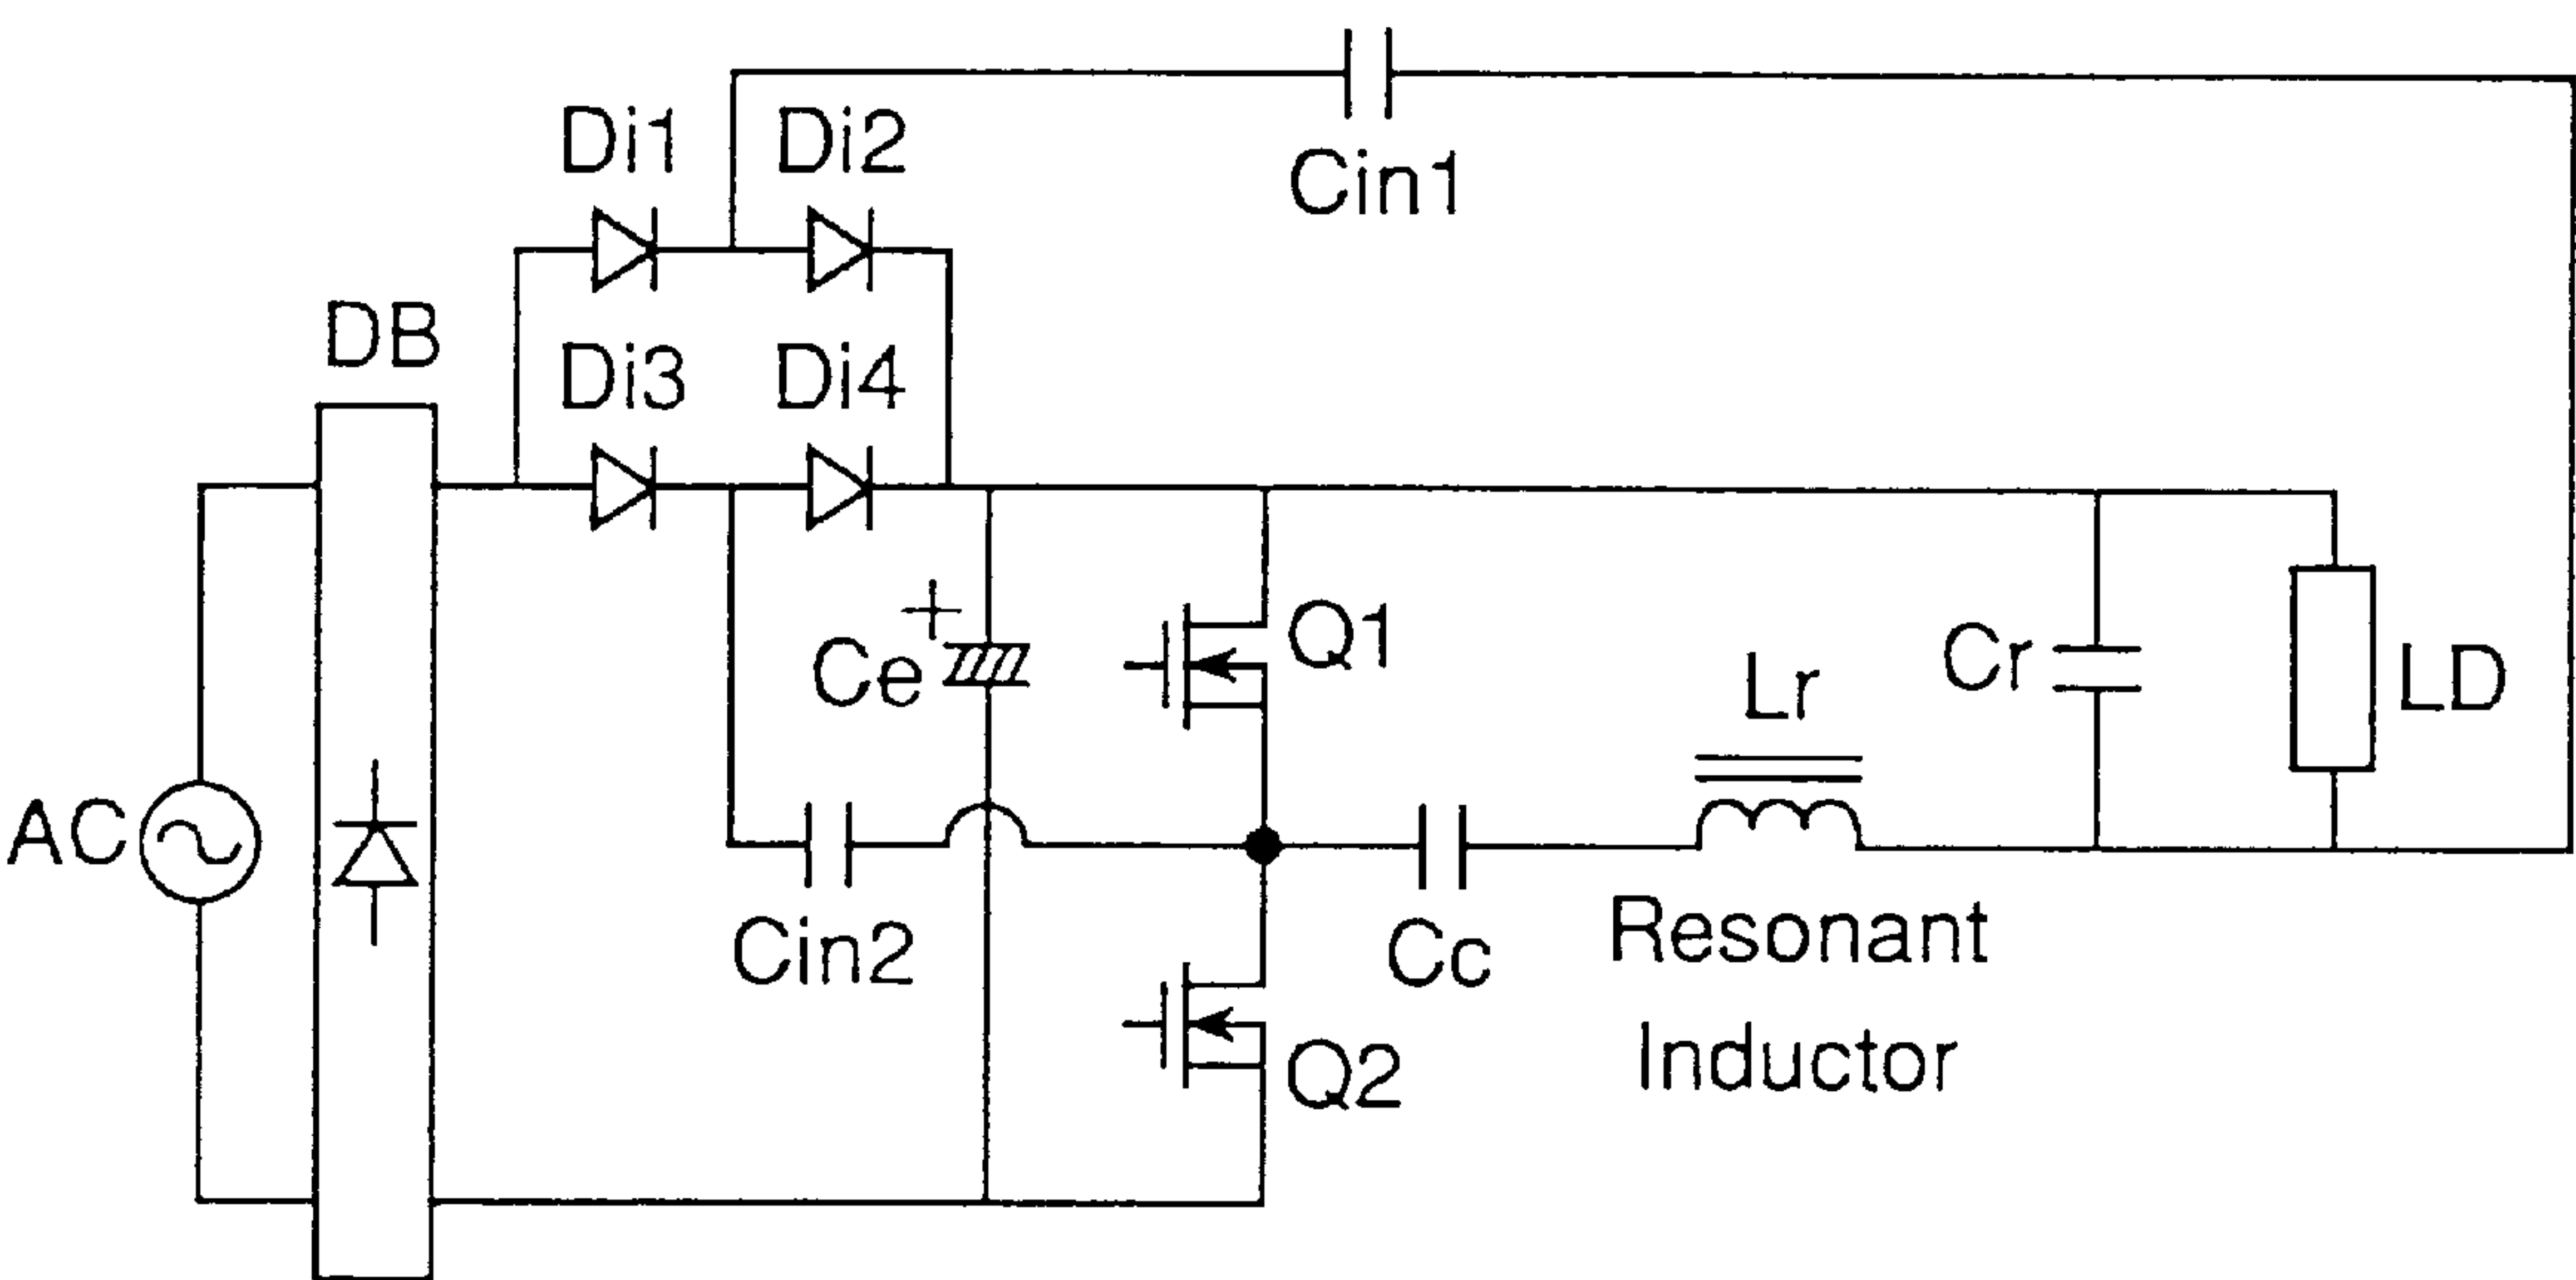 Cin1
Di1
Di2
DB
Di3
Di4
+
Ce
Q1
Lr
Cr
LD
AC
Cin2
Cc
Resonant
Inductor
Q2